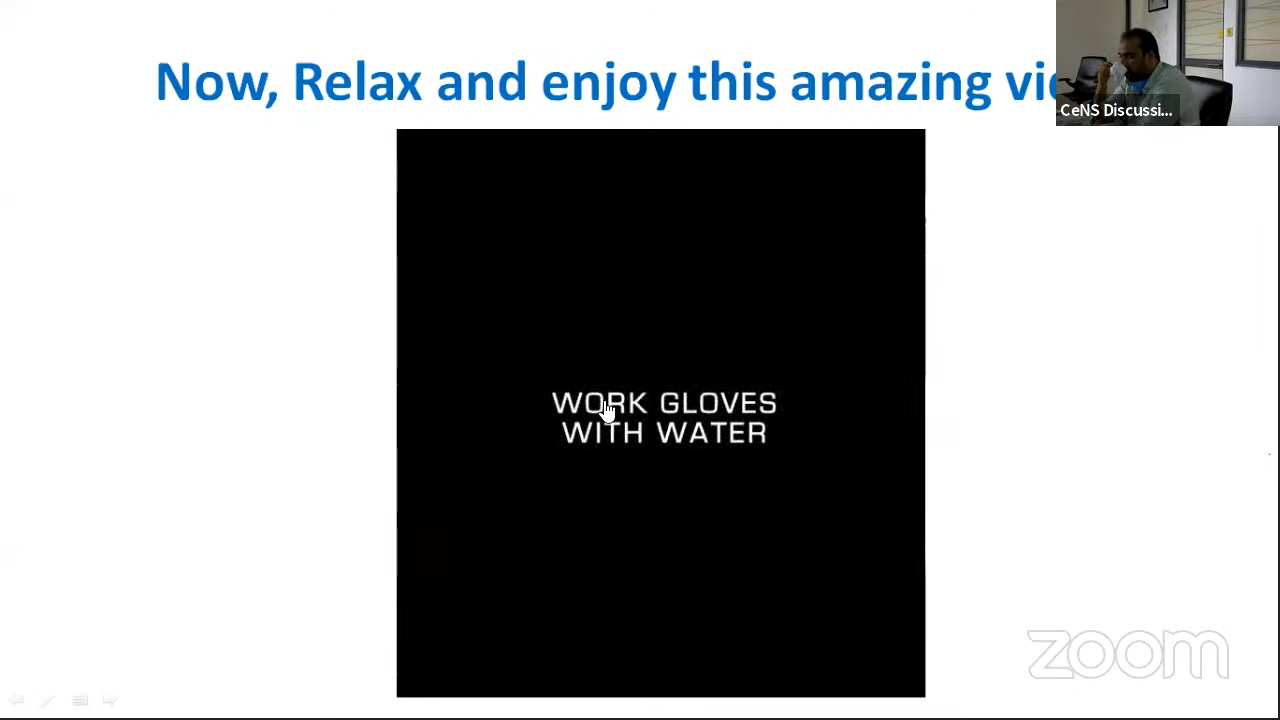 Now, Relax and enjoy this amazing vi
CeNS Discussi...
WORK GLOVES
WITH WATER
zoom